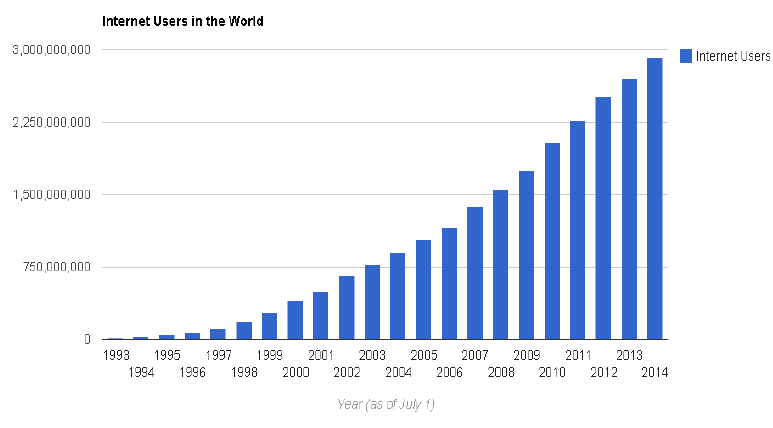 Internet Users in the World
3,000,000,000
2,250,000,000
1,500,000,000
750,000,000
0
Internet Users
1993 1995 1997 1999 2001 2003 2005 2007 2009 2011 2013
1994 1996 1998 2000 2002 2004 2006 2008 2010 2012 2014
Year (as of July 1)